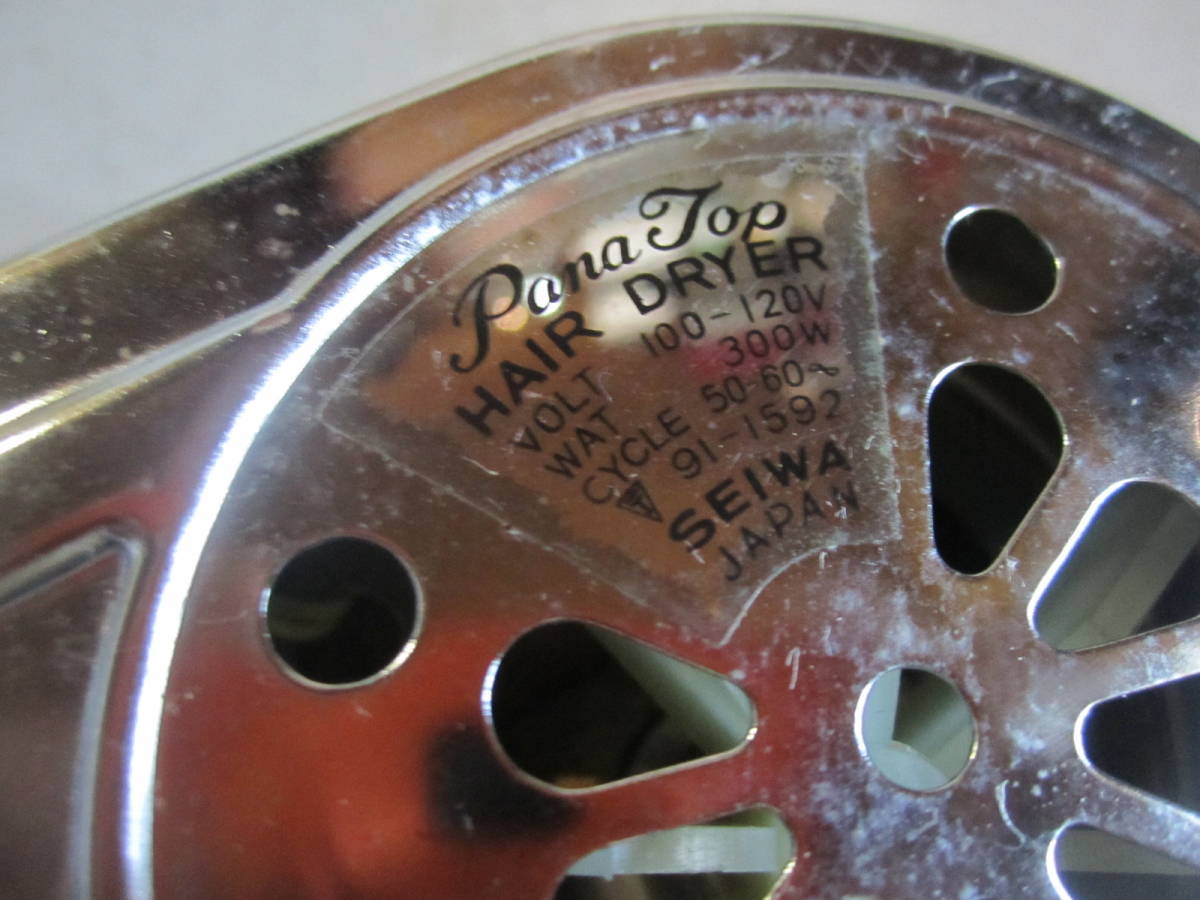 Pana Top
HAIR DRYER
VOLT 100-120V
WAT 300W
CYCLE 50-60~
91-1592
SEIWA
JAPAN